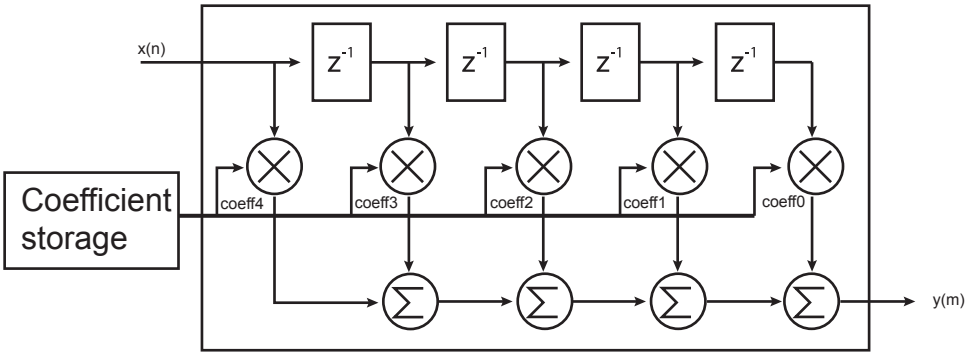 x(n)
z-1
z-1
z-1
z-1
Coefficient
storage
coeff4
coeff3
coeff2
coeff1
coeff0
Σ
Σ
Σ
Σ
y(m)